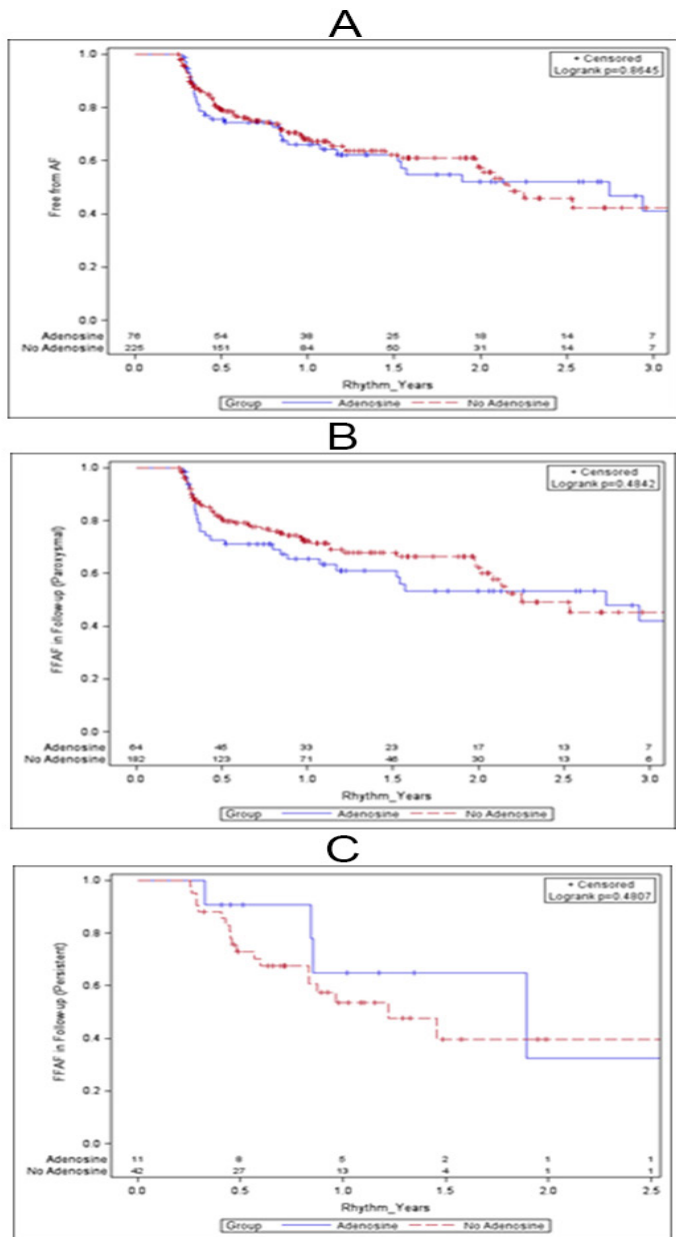 A
1.0
+ Censored
Logrank p=0.8645
0.8
0.6
Free from AF
0.4
0.2
0.0
Adenosine 76 54 38 25 18 14 7
No Adenosine 225 151 84 50 31 14 7
0.0 0.5 1.0 1.5 2.0 2.5 3.0
Rhythm_Years
Group Adenosine No Adenosine
B
1.0
+ Censored
Logrank p=0.4842
0.8
0.6
FFAF in Follow-up (Paroxysmal)
0.4
0.2
0.0
Adenosine 64 33 23 17 13 7
No Adenosine 182 123 71 46 30 13 6
0.0 0.5 1.0 1.5 2.0 2.5 3.0
Rhythm_Years
Group Adenosine No Adenosine
C
1.0
+ Censored
Logrank p=0.4807
0.8
0.6
FFAF in Follow-up (Persistent)
0.4
0.2
0.0
Adenosine 11 8 5 2 1 1
No Adenosine 42 27 13 4 1 1
0.0 0.5 1.0 1.5 2.0 2.5
Rhythm_Years
Group Adenosine No Adenosine